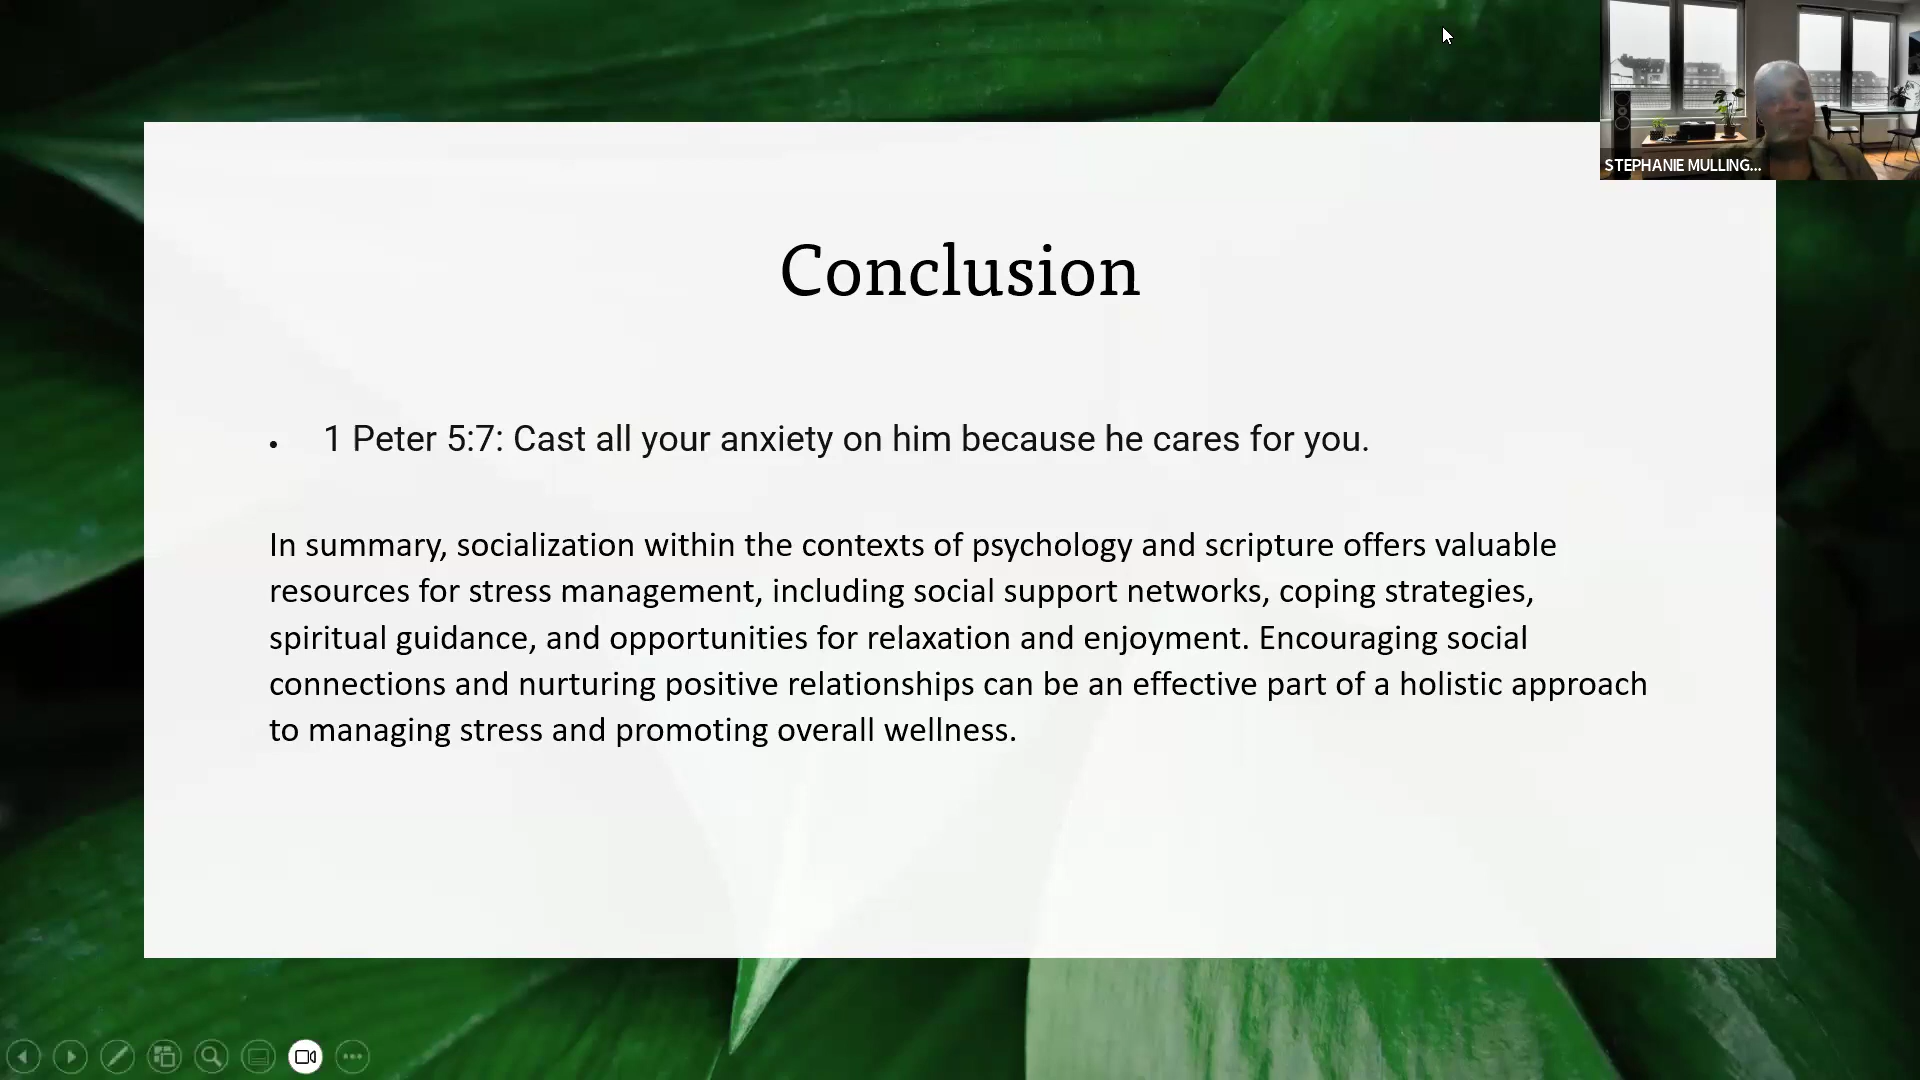 STEPHANIE MULLING...
Conclusion
• 1 Peter 5:7: Cast all your anxiety on him because he cares for you.
In summary, socialization within the contexts of psychology and scripture offers valuable
resources for stress management, including social support networks, coping strategies,
spiritual guidance, and opportunities for relaxation and enjoyment. Encouraging social
connections and nurturing positive relationships can be an effective part of a holistic approach
to managing stress and promoting overall wellness.